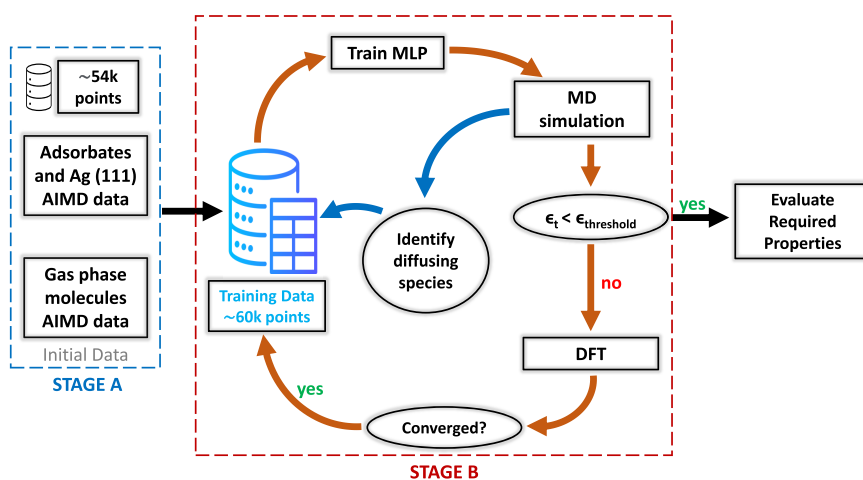 ~54k
points
Adsorbates
and Ag (111)
AIMD data
Gas phase
molecules
AIMD data
Initial Data
STAGE A
Train MLP
MD
simulation
ϵt < ϵthreshold
yes
Evaluate
Required
Properties
Identify
diffusing
species
Training Data
~60k points
no
DFT
yes
Converged?
STAGE B